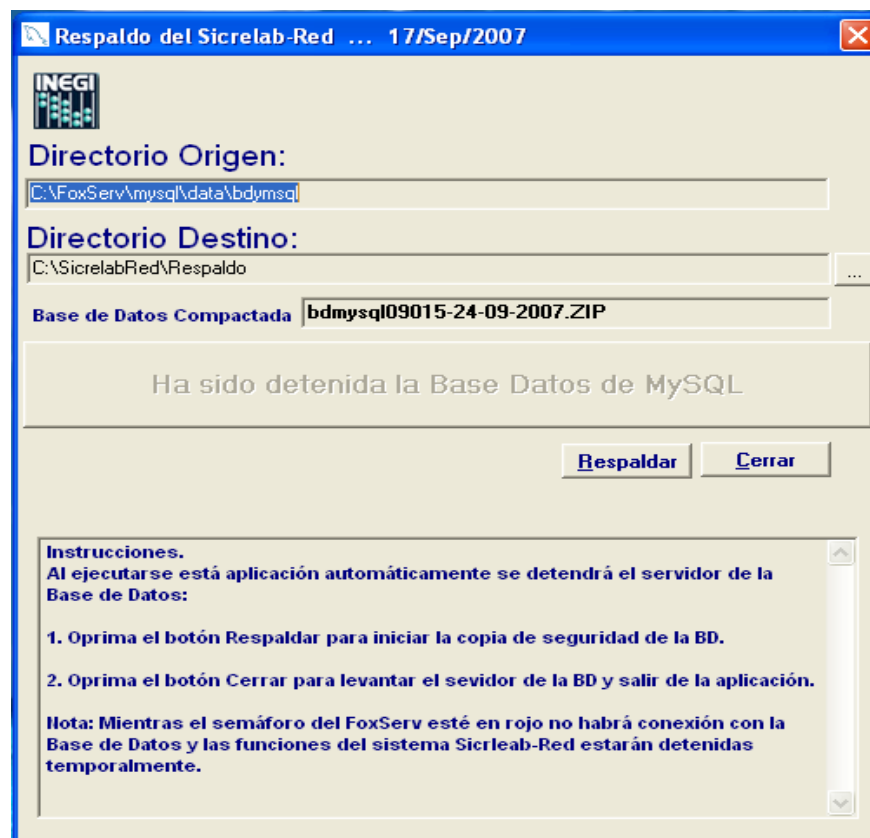 Respaldo del Sicrelab-Red ... 17/Sep/2007
INEGI
Directorio Origen:
C:\FoxServ\mysql\data\bdymsql
Directorio Destino:
C:\SicrelabRed\Respaldo
...
Base de Datos Compactada bdmysql09015-24-09-2007.ZIP
Ha sido detenida la Base Datos de MySQL
Respaldar Cerrar
Instrucciones.
Al ejecutarse está aplicación automáticamente se detendrá el servidor de la
Base de Datos:
1. Oprima el botón Respaldar para iniciar la copia de seguridad de la BD.
2. Oprima el botón Cerrar para levantar el sevidor de la BD y salir de la aplicación.
Nota: Mientras el semáforo del FoxServ esté en rojo no habrá conexión con la
Base de Datos y las funciones del sistema Sicrleab-Red estarán detenidas
temporalmente.